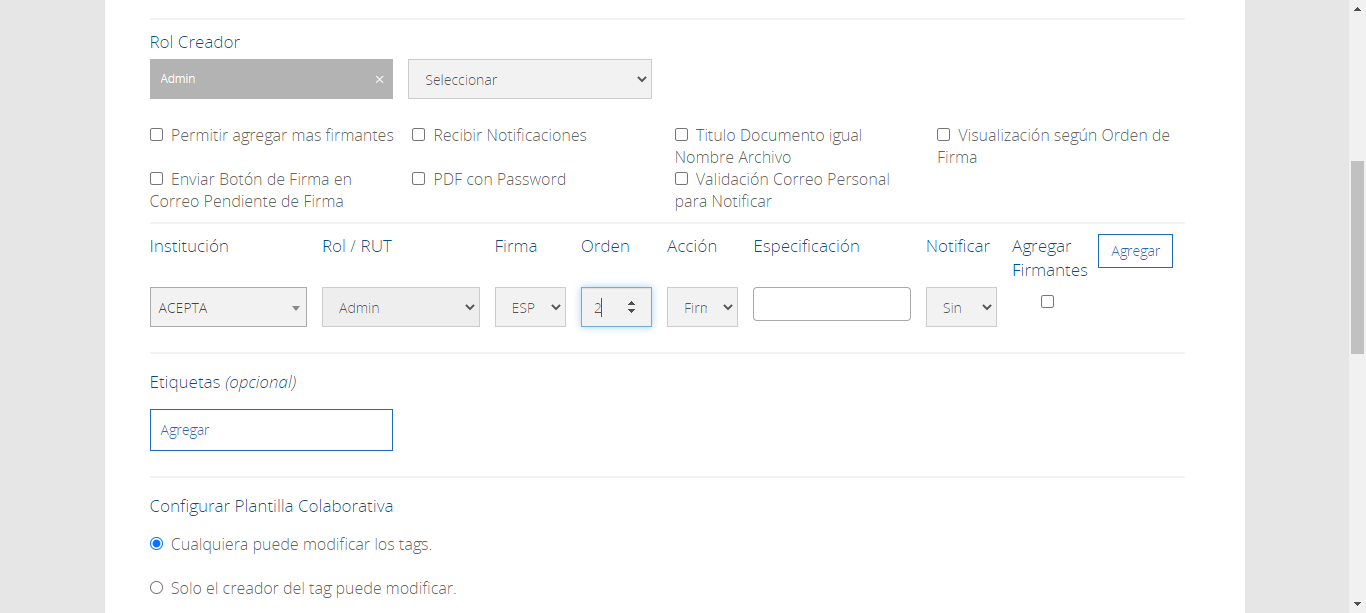 Rol Creador
Admin ×
Seleccionar
Permitir agregar mas firmantes
Recibir Notificaciones
Titulo Documento igual
Nombre Archivo
Visualización según Orden de
Firma
Enviar Botón de Firma en
Correo Pendiente de Firma
PDF con Password
Validación Correo Personal
para Notificar
Institución
Rol / RUT
Firma
Orden
Acción
Especificación
Notificar
Agregar
Firmantes
Agregar
ACEPTA
Admin
ESP
2
Firn
Sin
Etiquetas (opcional)
Agregar
Configurar Plantilla Colaborativa
Cualquiera puede modificar los tags.
Solo el creador del tag puede modificar.